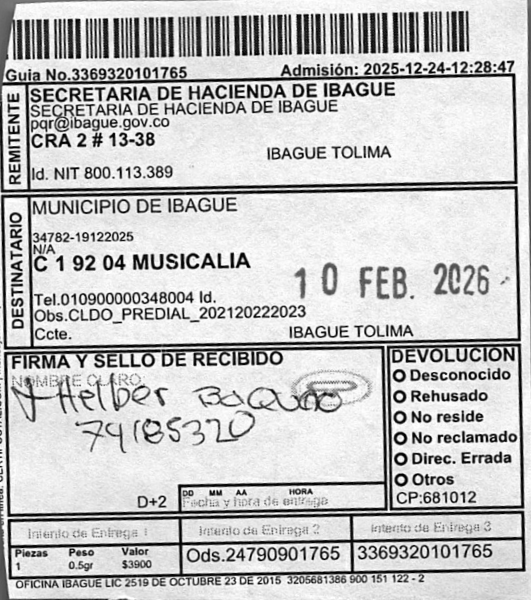 Guia No.3369320101765 Admisión: 2025-12-24-12:28:47
REMITENTE
SECRETARIA DE HACIENDA DE IBAGUE
SECRETARIA DE HACIENDA DE IBAGUE
pqr@ibague.gov.co
CRA 2 # 13-38
IBAGUE TOLIMA
Id. NIT 800.113.389
DESTINATARIO
MUNICIPIO DE IBAGUE
34782-19122025
N/A
C 1 92 04 MUSICALIA
10 FEB. 2026
Tel.010900000348004 Id.
Obs.CLDO_PREDIAL_202120222023
Ccte. IBAGUE TOLIMA
FIRMA Y SELLO DE RECIBIDO
NOMBRE CLARO
Helber
74185320
D+2
DD MM AA HORA
Fecha y hora de entrega
DEVOLUCION
Desconocido
Rehusado
No reside
No reclamado
Direc. Errada
Otros
CP:681012
Intento de Entrega 1 Intento de Entrega 2 Intento de Entrega 3
Piezas Peso Valor
1 0.5gr $3900
Ods.24790901765 3369320101765
OFICINA IBAGUE LIC 2519 DE OCTUBRE 23 DE 2015 3205681386 900 151 122 - 2